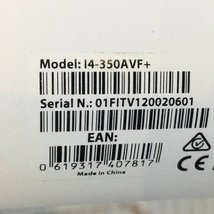 Model: I4-350AVF+
Serial N.: 01FITV120020601
EAN:
0 619317 407817
Made in China